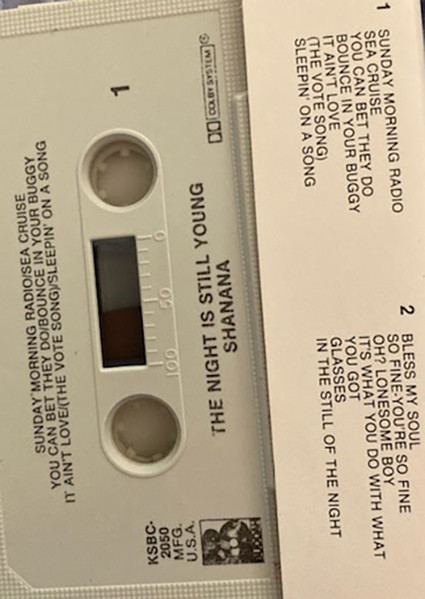 1
SUNDAY MORNING RADIO
SEA CRUISE
YOU CAN BET THEY DO
BOUNCE IN YOUR BUGGY
IT AIN'T LOVE
(THE VOTE SONG)
SLEEPIN' ON A SONG
2
BLESS MY SOUL
SO FINE-YOU'RE SO FINE
OH? LONESOME BOY
IT'S WHAT YOU DO WITH WHAT
YOU GOT
GLASSES
IN THE STILL OF THE NIGHT
DOLBY SYSTEM
1
THE NIGHT IS STILL YOUNG
SHANANA
0 50 100
KSBC-
2050
MFG.
U.S.A.
BUDDAH
SUNDAY MORNING RADIO/SEA CRUISE
YOU CAN BET THEY DO/BOUNCE IN YOUR BUGGY
IT AIN'T LOVE/(THE VOTE SONG)/SLEEPIN' ON A SONG